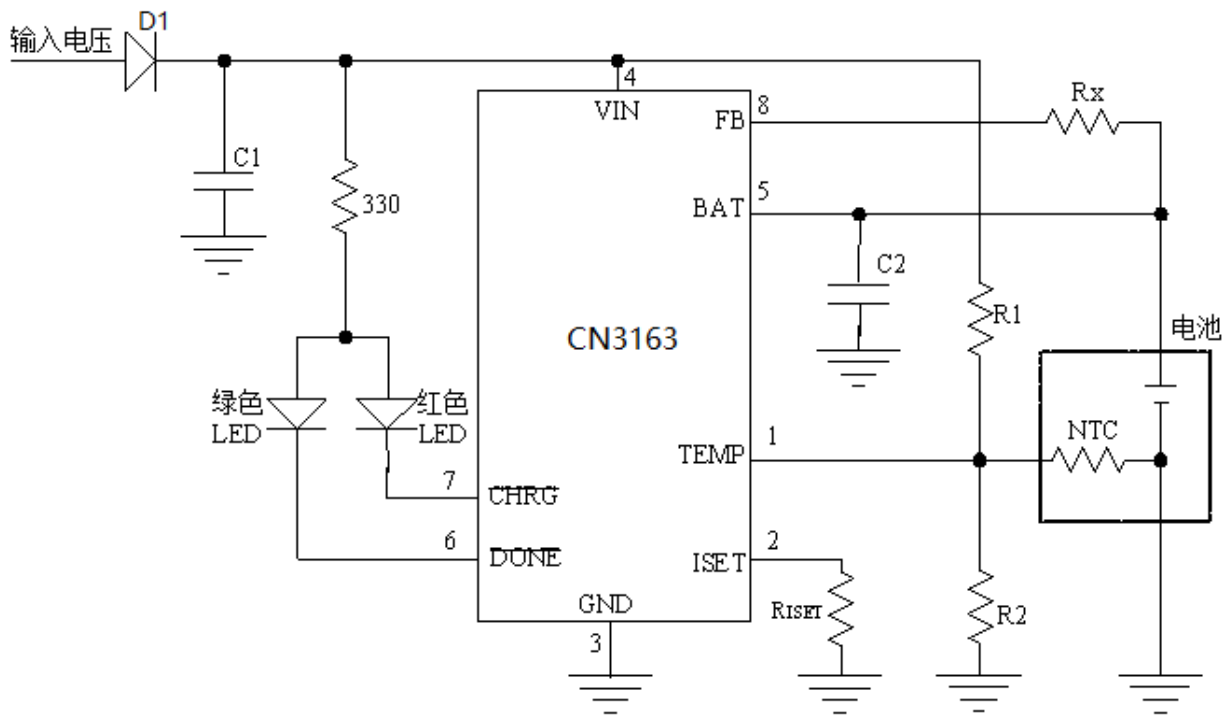 D1
输入电压
4
VIN
8
FB
Rx
C1
330
5
BAT
C2
R1
CN3163
电池
绿色
LED
红色
LED
NTC
1
TEMP
7
CHRG
6
DONE
2
ISET
RISET
R2
GND
3